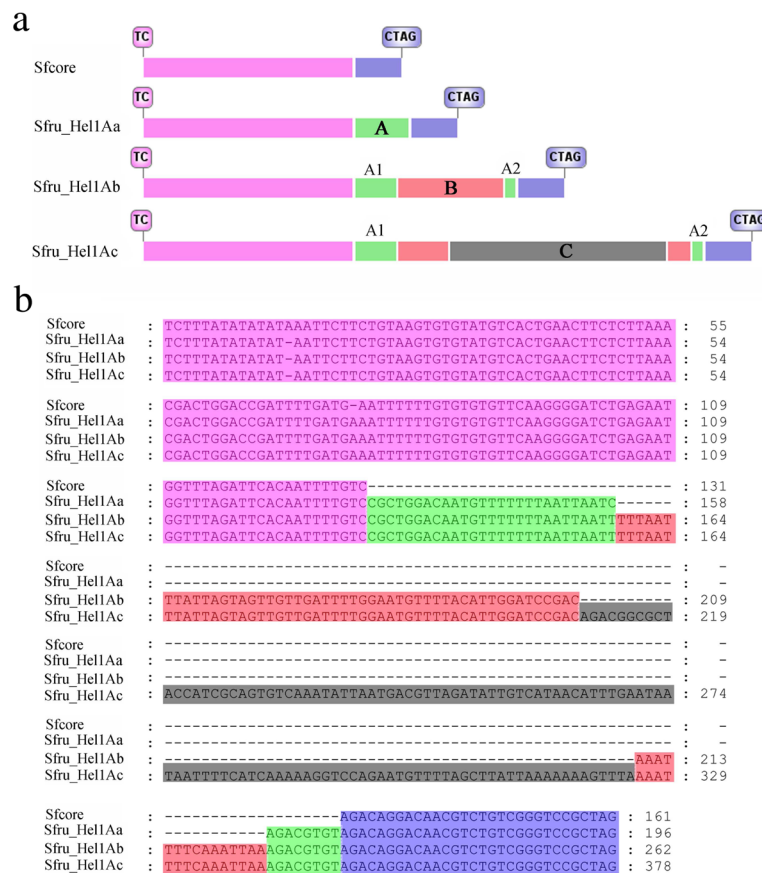 a
TC CTAG
Sfcore
TC CTAG
Sfru_Hel1Aa A
TC A1 A2 CTAG
Sfru_Hel1Ab B
TC A1 A2 CTAG
Sfru_Hel1Ac C
b
Sfcore : TCTTTATATATATAAATTCTTCTGTAAGTGTGTATGTCACTGAACTTCTCTTAAA : 55
Sfru_Hel1Aa : TCTTTATATATAT-AATTCTTCTGTAAGTGTGTATGTCACTGAACTTCTCTTAAA : 54
Sfru_Hel1Ab : TCTTTATATATAT-AATTCTTCTGTAAGTGTGTATGTCACTGAACTTCTCTTAAA : 54
Sfru_Hel1Ac : TCTTTATATATAT-AATTCTTCTGTAAGTGTGTATGTCACTGAACTTCTCTTAAA : 54
Sfcore : CGACTGGACCGATTTTGATG-AATTTTTTGTGTGTGTTCAAGGGGATCTGAGAAT : 109
Sfru_Hel1Aa : CGACTGGACCGATTTTGATGAAATTTTTTGTGTGTGTTCAAGGGGATCTGAGAAT : 109
Sfru_Hel1Ab : CGACTGGACCGATTTTGATGAAATTTTTTGTGTGTGTTCAAGGGGATCTGAGAAT : 109
Sfru_Hel1Ac : CGACTGGACCGATTTTGATGAAATTTTTTGTGTGTGTTCAAGGGGATCTGAGAAT : 109
Sfcore : GGTTTAGATTCACAATTTTGTC--------------------------------- : 131
Sfru_Hel1Aa : GGTTTAGATTCACAATTTTGTCCGCTGGACAATGTTTTTTTAATTAATC------ : 158
Sfru_Hel1Ab : GGTTTAGATTCACAATTTTGTCCGCTGGACAATGTTTTTTTAATTAATTTTTAAT : 164
Sfru_Hel1Ac : GGTTTAGATTCACAATTTTGTCCGCTGGACAATGTTTTTTTAATTAATTTTTAAT : 164
Sfcore : ------------------------------------------------------- : -
Sfru_Hel1Aa : ------------------------------------------------------- : -
Sfru_Hel1Ab : TTATTAGTAGTTGTTGATTTTGGAATGTTTTACATTGGATCCGAC---------- : 209
Sfru_Hel1Ac : TTATTAGTAGTTGTTGATTTTGGAATGTTTTACATTGGATCCGACAGACGGCGCT : 219
Sfcore : ------------------------------------------------------- : -
Sfru_Hel1Aa : ------------------------------------------------------- : -
Sfru_Hel1Ab : ------------------------------------------------------- : -
Sfru_Hel1Ac : ACCATCGCAGTGTCAAATATTAATGACGTTAGATATTGTCATAACATTTGAATAA : 274
Sfcore : ------------------------------------------------------- : -
Sfru_Hel1Aa : ------------------------------------------------------- : -
Sfru_Hel1Ab : ---------------------------------------------------AAAT : 213
Sfru_Hel1Ac : TAATTTTCATCAAAAAGGTCCAGAATGTTTTAGCTTATTAAAAAAAGTTTAAAAT : 329
Sfcore : -------------------AGACAGGACAACGTCTGTCGGGTCCGCTAG : 161
Sfru_Hel1Aa : -----------AGACGTGTAGACAGGACAACGTCTGTCGGGTCCGCTAG : 196
Sfru_Hel1Ab : TTTCAAATTAAAGACGTGTAGACAGGACAACGTCTGTCGGGTCCGCTAG : 262
Sfru_Hel1Ac : TTTCAAATTAAAGACGTGTAGACAGGACAACGTCTGTCGGGTCCGCTAG : 378